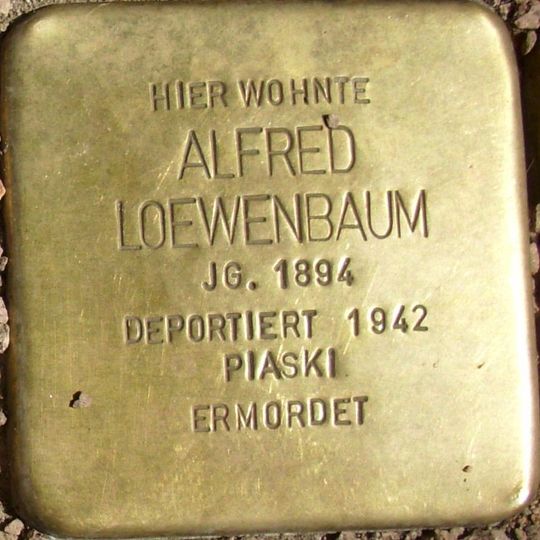 HIER WOHNTE
ALFRED
LOEWENBAUM
JG. 1894
DEPORTIERT 1942
PIASKI
ERMORDET